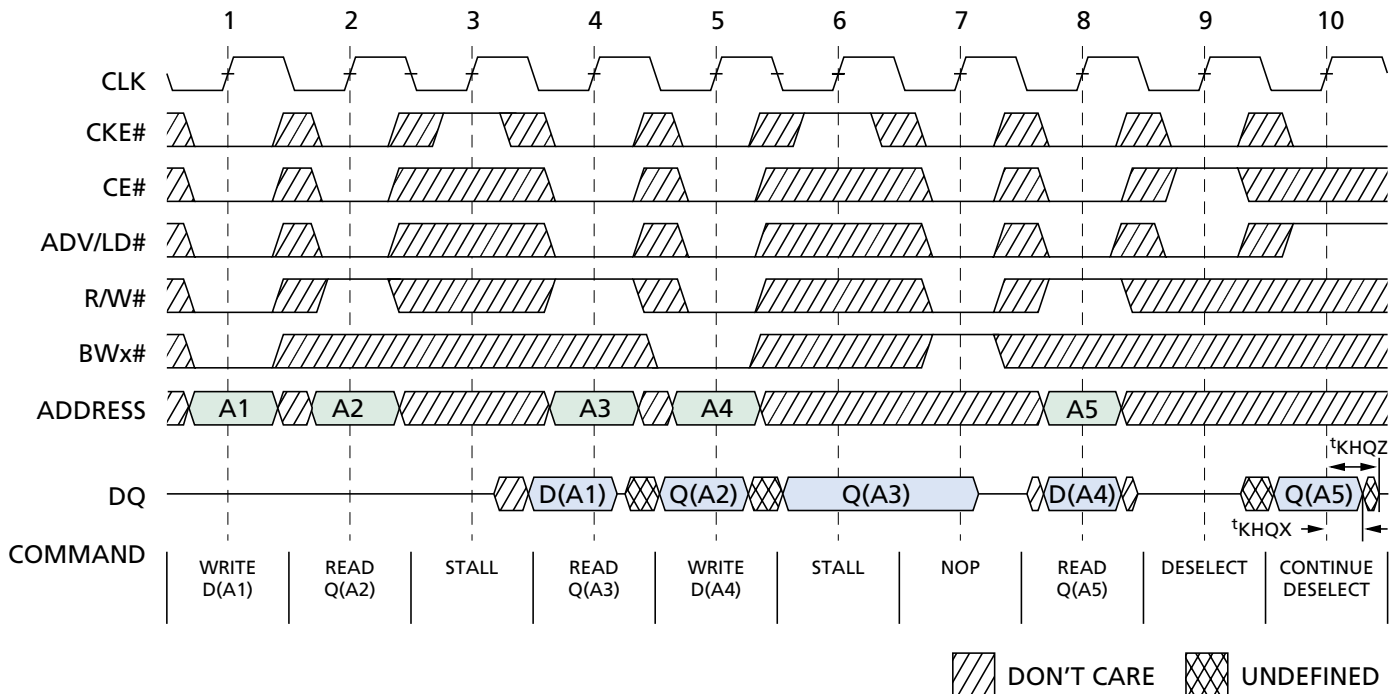 1 2 3 4 5 6 7 8 9 10
CLK
CKE#
CE#
ADV/LD#
R/W#
BWx#
ADDRESS A1 A2 A3 A4 A5
tKHQZ
DQ D(A1) Q(A2) Q(A3) D(A4) Q(A5)
tKHQX
COMMAND WRITE READ STALL READ WRITE STALL NOP READ DESELECT CONTINUE
D(A1) Q(A2) Q(A3) D(A4) Q(A5) DESELECT
DON'T CARE UNDEFINED